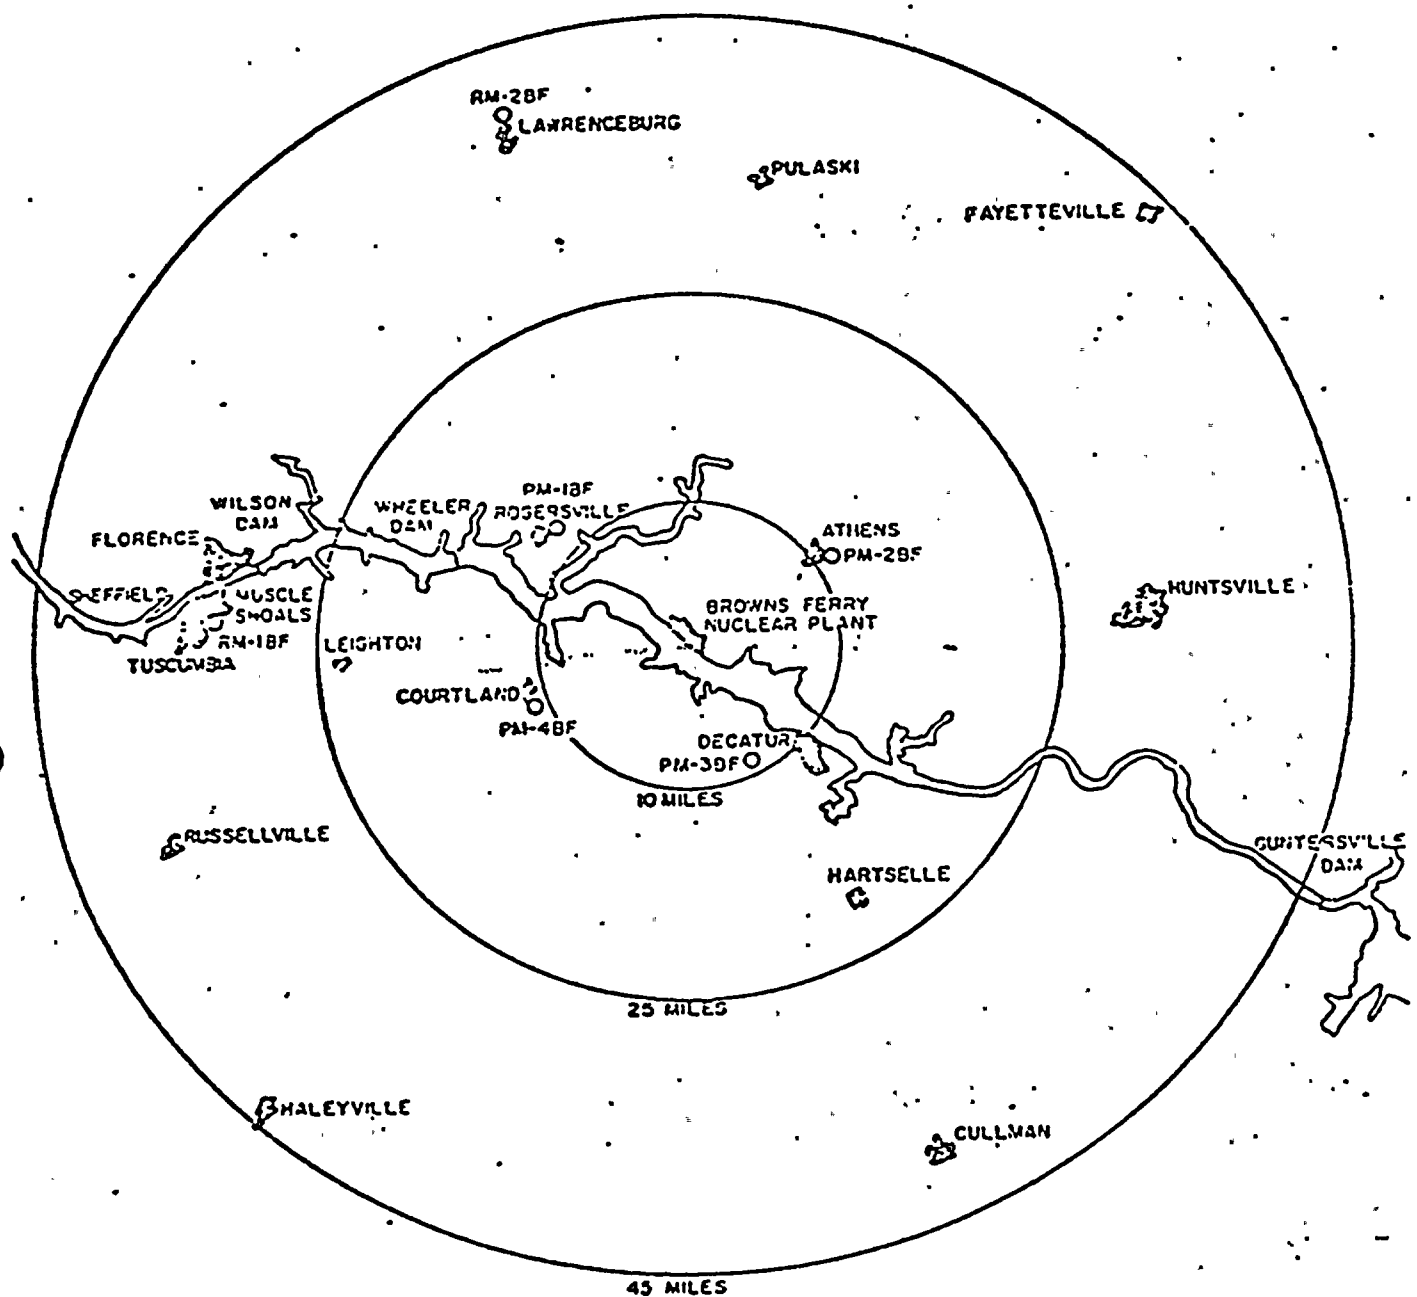 RM-2BF
LAWRENCEBURG
PULASKI
FAYETTEVILLE
WILSON
DAM
WHEELER
DAM
PM-1BF
ROGERSVILLE
FLORENCE
ATHENS
PM-2BF
SHEFFIELD
MUSCLE
SHOALS
RM-1BF
TUSCUMBIA
LEIGHTON
BROWNS FERRY
NUCLEAR PLANT
HUNTSVILLE
COURTLAND
PM-4BF
DECATUR
PM-3BF
10 MILES
RUSSELLVILLE
GUNTERSVILLE
DAM
HARTSELLE
25 MILES
HALEYVILLE
CULLMAN
45 MILES